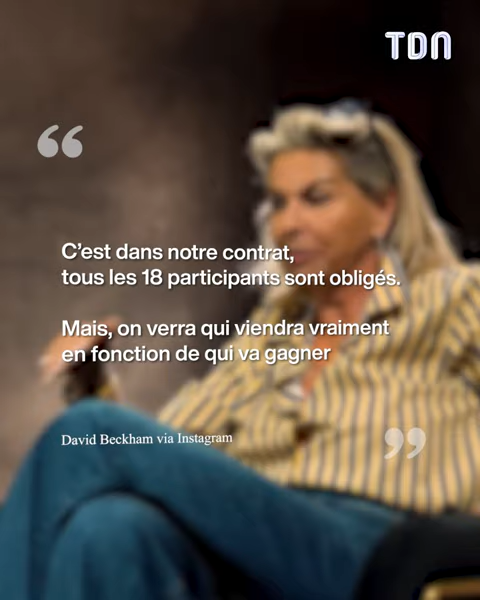 TDN
“
C’est dans notre contrat,
tous les 18 participants sont obligés.
Mais, on verra qui viendra vraiment
en fonction de qui va gagner
David Beckham via Instagram
”